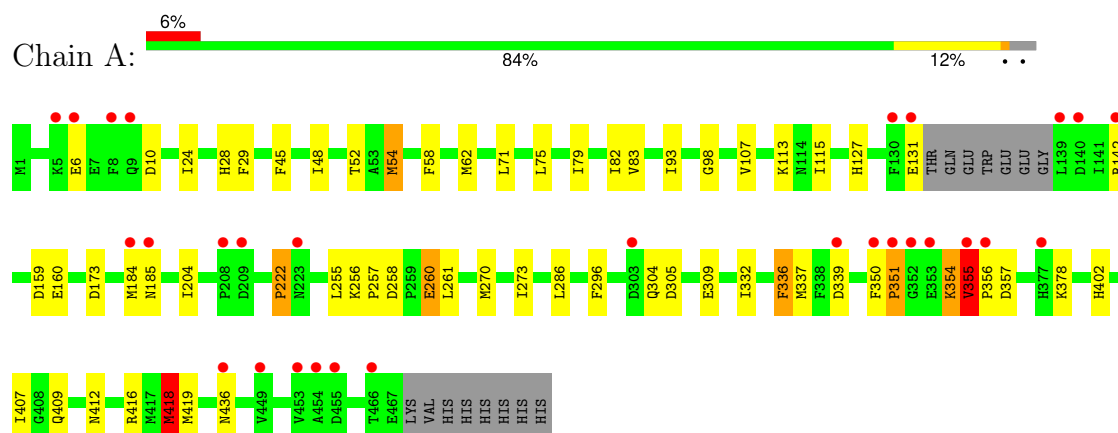 6%
Chain A:
84% 12% • •
M1 K5 E6 E7 F8 Q9 D10 I24 H28 F29 F45 I48 T52 A53 M54 F58 M62 L71 L75 I79 I82 V83 I93 G98 V107 K113 N114 I115 H127 F130 E131 THR GLN GLU TRP GLU GLU GLY L139 D140 I141 R142
D159 E160 D173 M184 N185 I204 P208 D209 P222 N223 L255 K256 P257 D258 P259 E260 L261 M270 I273 L286 F296 D303 Q304 D305 E309 I332 F336 M337 F338 D339 F350 P351 G352 E353 K354 V355 P356 D357 H377 K378 H402
I407 G408 Q409 N412 R416 M417 M418 M419 N436 V449 V453 A454 D455 T466 E467 LYS VAL HIS HIS HIS HIS HIS HIS